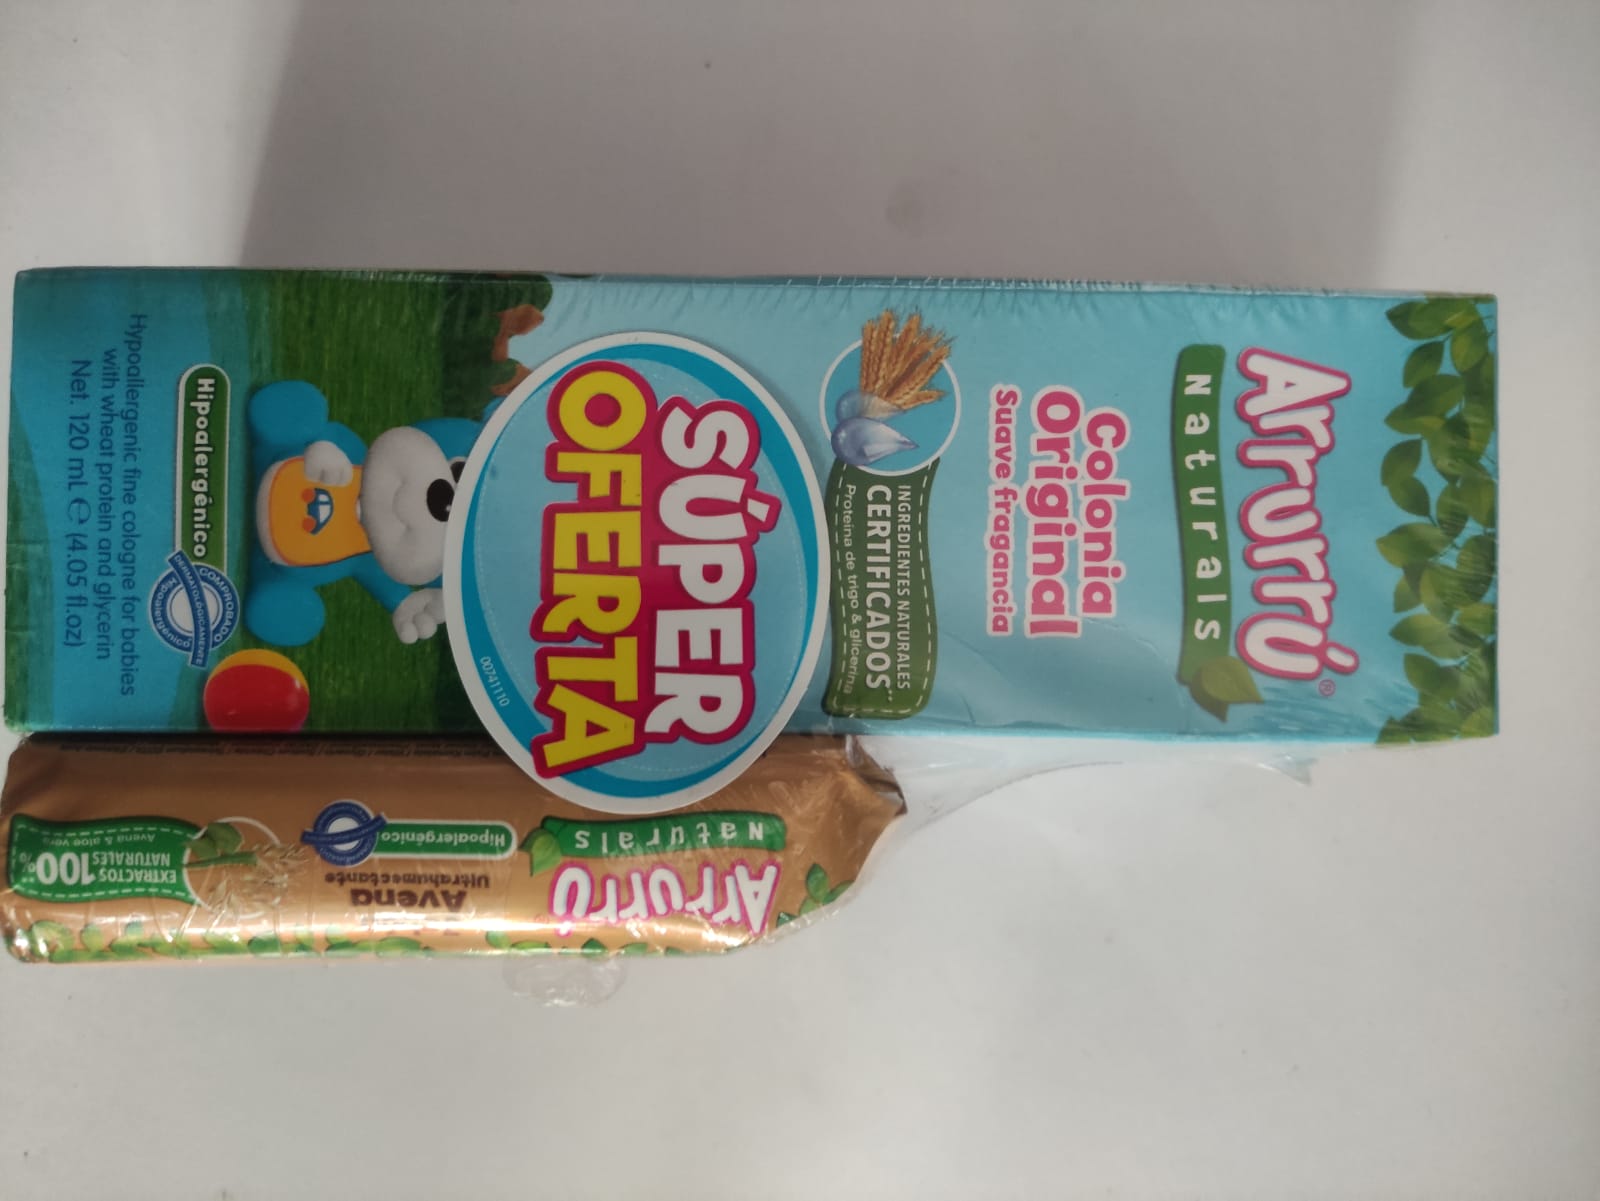 Arrurrú®
Naturals
Colonia
Original
Suave fragancia
INGREDIENTES NATURALES
CERTIFICADOS**
Proteína de trigo & glicerina
SÚPER
OFERTA
00741110
Hipoalergénico
COMPROBADO
DERMATOLÓGICAMENTE
Hipoalergénico
Hypoallergenic fine cologne for babies
with wheat protein and glycerin
Net. 120 mL e (4.05 fl.oz)
Arrurrú
Naturals
Hipoalergénico
Avena
Ultrahumectante
EXTRACTOS
NATURALES
100%
Avena & aloe vera